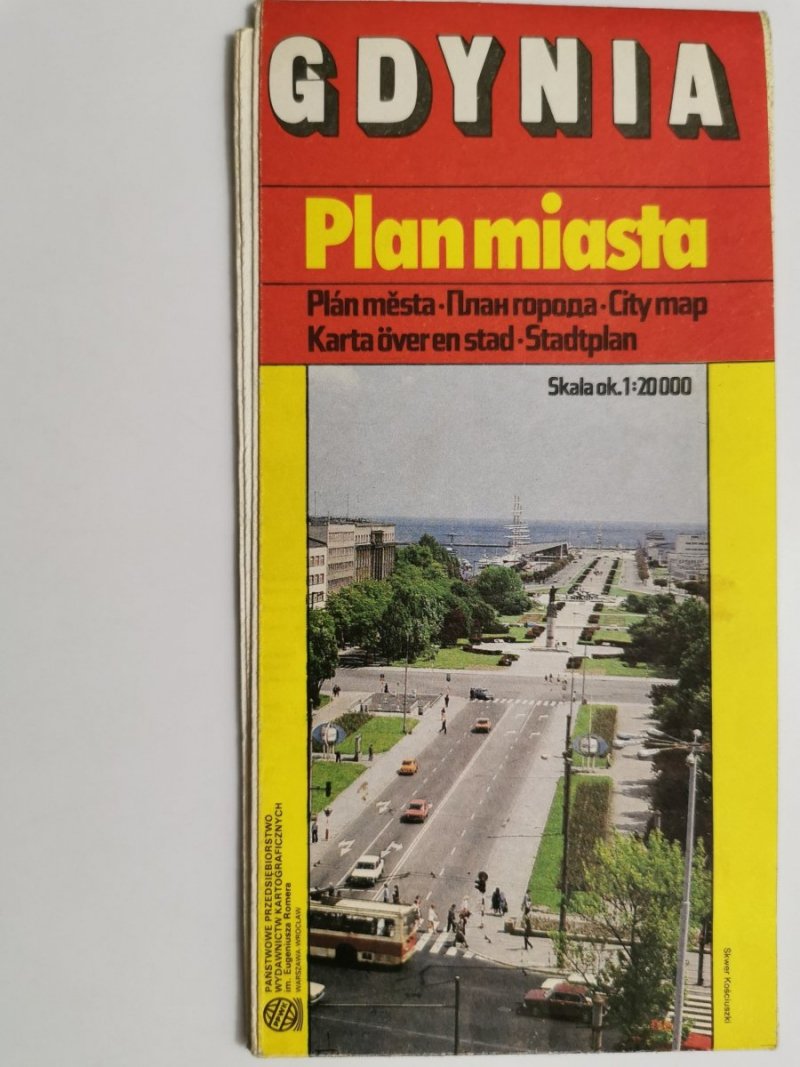 GDYNIA
Plan miasta
Plán města · План города · City map
Karta över en stad · Stadtplan
Skala ok. 1:20 000
PAŃSTWOWE PRZEDSIĘBIORSTWO
WYDAWNICTW KARTOGRAFICZNYCH
im. Eugeniusza Romera
WARSZAWA WROCŁAW
PPWK
Skwer Kościuszki